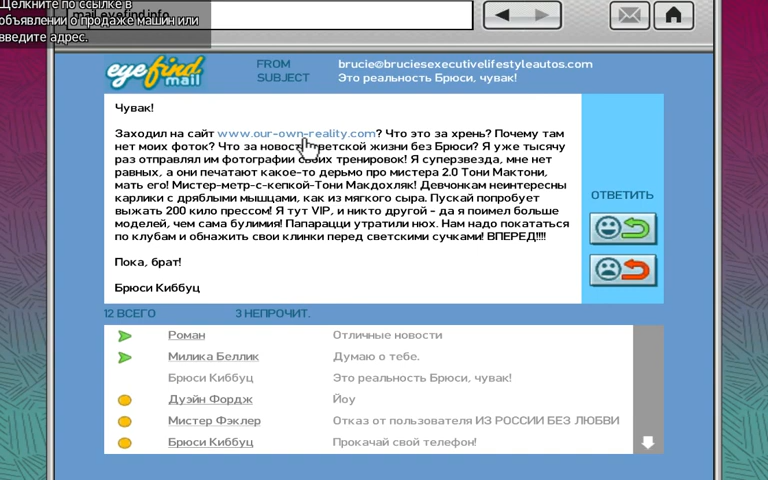 Щелкните по ссылке в
объявлении о продаже машин или
введите адрес.
eyefind
mail
FROM
brucie@bruciesexecutivelifestyleautos.com
SUBJECT
Это реальность Брюси, чувак!
Чувак!
Заходил на сайт www.our-own-reality.com? Что это за хрень? Почему там
нет моих фоток? Что за новости светской жизни без Брюси? Я уже тысячу
раз отправлял им фотографии своих тренировок! Я суперзвезда, мне нет
равных, а они печатают какое-то дерьмо про мистера 2.0 Тони Мактони,
мать его! Мистер-метр-с-кепкой-Тони Макдохляк! Девчонкам неинтересны
карлики с дряблыми мышцами, как из мягкого сыра. Пускай попробует
выжать 200 кило прессом! Я тут VIP, и никто другой - да я поимел больше
моделей, чем сама булимия! Папарацци утратили нюх. Нам надо покататься
по клубам и обнажить свои клинки перед светскими сучками! ВПЕРЕД!!!!
Пока, брат!
Брюси Киббуц
ОТВЕТИТЬ
12 ВСЕГО
3 НЕПРОЧИТ.
Роман Отличные новости
Милика Беллик Думаю о тебе.
Брюси Киббуц Это реальность Брюси, чувак!
Дуэйн Фордж Йоу
Мистер Фэклер Отказ от пользователя ИЗ РОССИИ БЕЗ ЛЮБВИ
Брюси Киббуц Прокачай свой телефон!